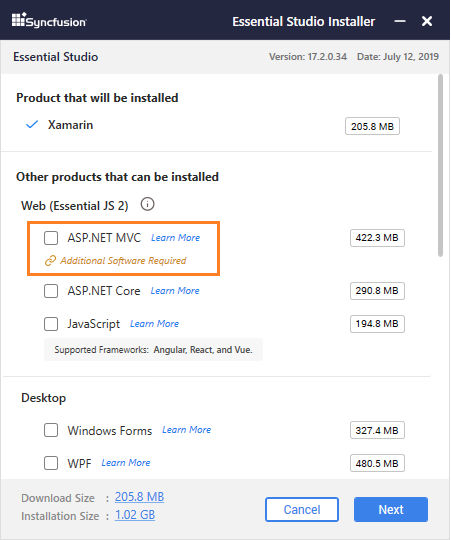 Syncfusion Essential Studio Installer
Essential Studio Version: 17.2.0.34 Date: July 12, 2019
Product that will be installed
Xamarin 205.8 MB
Other products that can be installed
Web (Essential JS 2)
ASP.NET MVC Learn More 422.3 MB
Additional Software Required
ASP.NET Core Learn More 290.8 MB
JavaScript Learn More 194.8 MB
Supported Frameworks: Angular, React, and Vue.
Desktop
Windows Forms Learn More 327.4 MB
WPF Learn More 480.5 MB
Download Size : 205.8 MB
Installation Size : 1.02 GB
Cancel Next